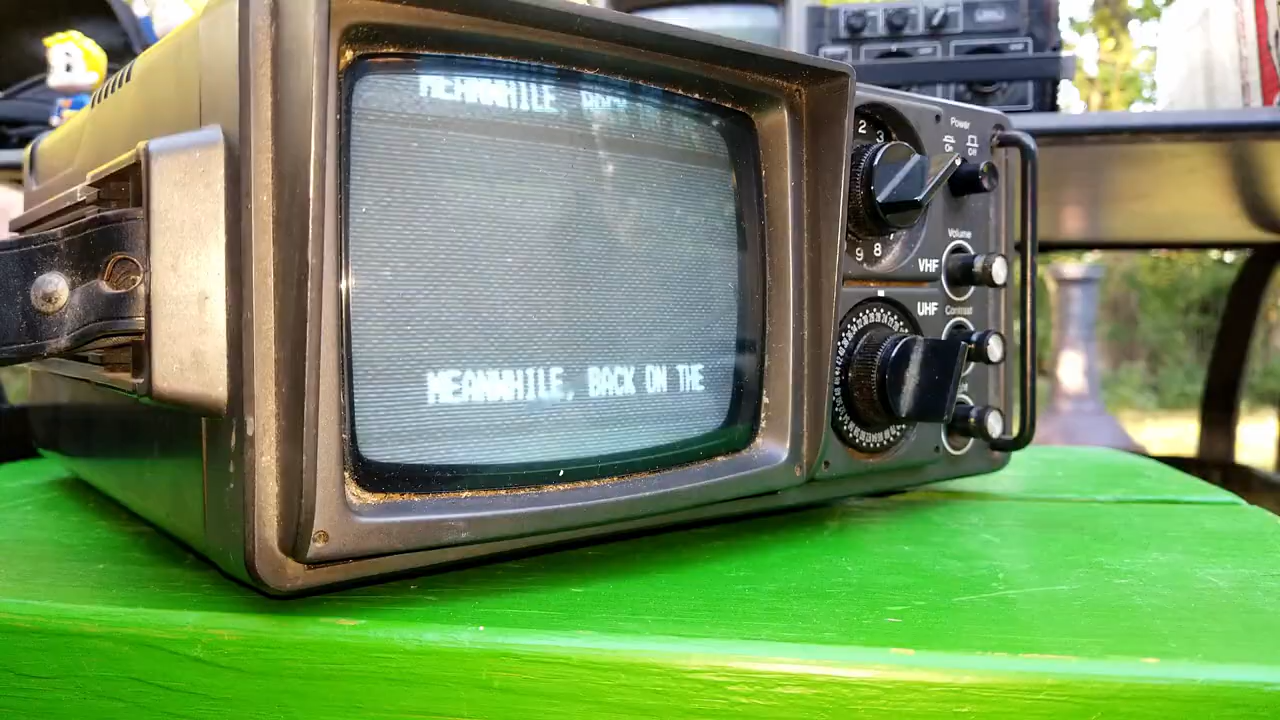 MEANWHILE
MEANWHILE, BACK ON THE
2 3
9 8
Power
On Off
Volume
VHF
UHF
Contrast